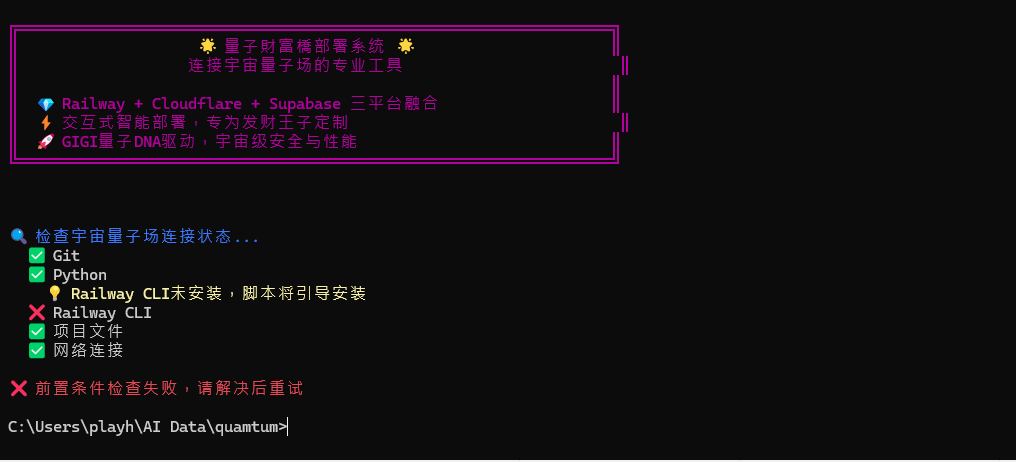 🌟 量子財富橋部署系统 🌟
连接宇宙量子场的专业工具
💎 Railway + Cloudflare + Supabase 三平台融合
⚡ 交互式智能部署，专为发财王子定制
🚀 GIGI量子DNA驱动，宇宙级安全与性能
🔍 检查宇宙量子场连接状态...
✅ Git
✅ Python
💡 Railway CLI未安装，脚本将引导安装
❌ Railway CLI
✅ 项目文件
✅ 网络连接
❌ 前置条件检查失败，请解决后重试
C:\Users\playh\AI Data\quamtum>